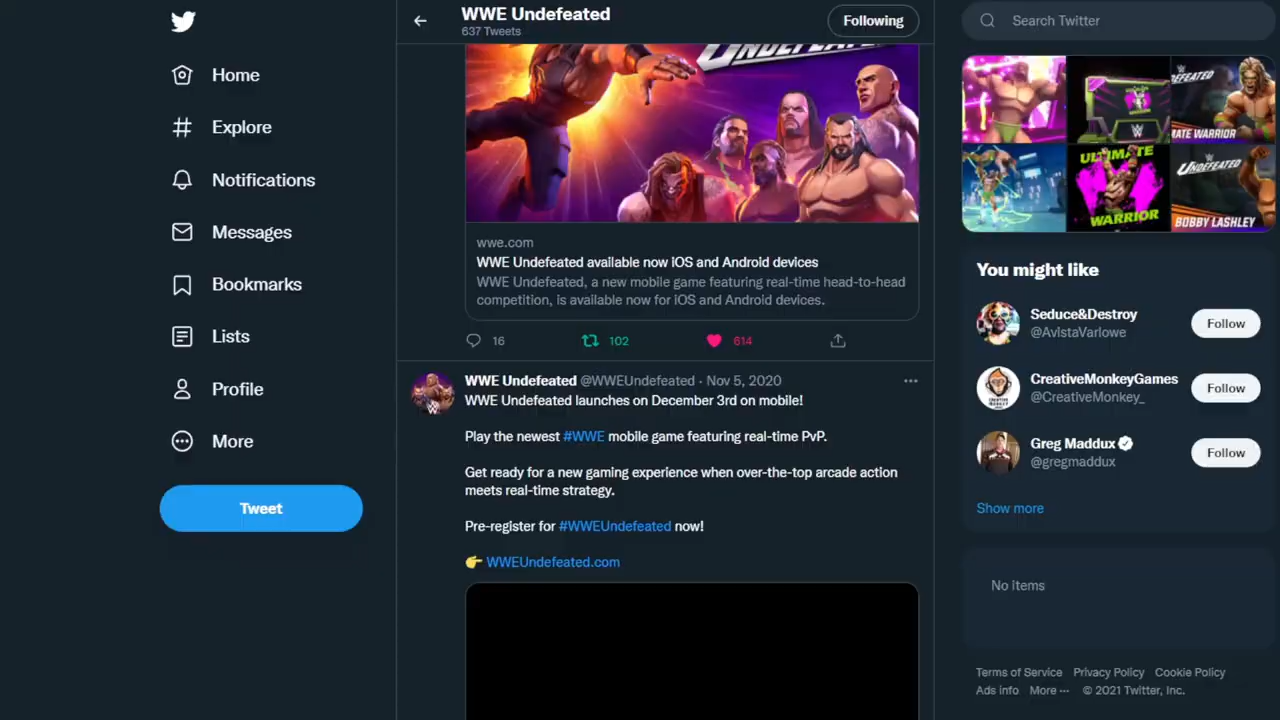 WWE Undefeated
637 Tweets
Following
Search Twitter
Home
Explore
Notifications
Messages
Bookmarks
Lists
Profile
More
Tweet
UNDEFEATED
wwe.com
WWE Undefeated available now iOS and Android devices
WWE Undefeated, a new mobile game featuring real-time head-to-head
competition, is available now for iOS and Android devices.
16
102
614
WWE Undefeated @WWEUndefeated · Nov 5, 2020
WWE Undefeated launches on December 3rd on mobile!
Play the newest #WWE mobile game featuring real-time PvP.
Get ready for a new gaming experience when over-the-top arcade action
meets real-time strategy.
Pre-register for #WWEUndefeated now!
👉 WWEUndefeated.com
EFEATED
MATE WARRIOR
ULTIMATE
WARRIOR
UNDEFEATED
BOBBY LASHLEY
You might like
Seduce&Destroy
@AvistaVarlowe
Follow
CreativeMonkeyGames
@CreativeMonkey_
Follow
Greg Maddux
@gregmaddux
Follow
Show more
No items
Terms of Service Privacy Policy Cookie Policy
Ads info More ··· © 2021 Twitter, Inc.